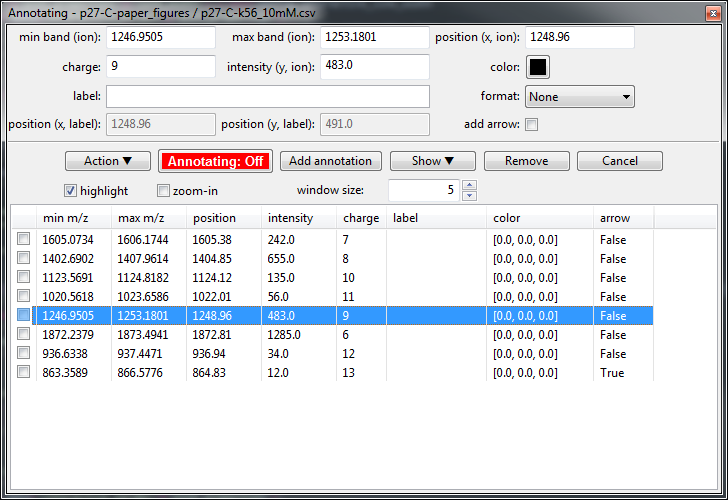 Annotating - p27-C-paper_figures / p27-C-k56_10mM.csv
min band (ion): 1246.9505 max band (ion): 1253.1801 position (x, ion): 1248.96
charge: 9 intensity (y, ion): 483.0 color:
label: format: None
position (x, label): 1248.96 position (y, label): 491.0 add arrow:
Action ▼ Annotating: Off Add annotation Show ▼ Remove Cancel
highlight zoom-in window size: 5
min m/z max m/z position intensity charge label color arrow
1605.0734 1606.1744 1605.38 242.0 7 [0.0, 0.0, 0.0] False
1402.6902 1407.9614 1404.85 655.0 8 [0.0, 0.0, 0.0] False
1123.5691 1124.8182 1124.12 135.0 10 [0.0, 0.0, 0.0] False
1020.5618 1023.6586 1022.01 56.0 11 [0.0, 0.0, 0.0] False
1246.9505 1253.1801 1248.96 483.0 9 [0.0, 0.0, 0.0] False
1872.2379 1873.4941 1872.81 1285.0 6 [0.0, 0.0, 0.0] False
936.6338 937.4471 936.94 34.0 12 [0.0, 0.0, 0.0] False
863.3589 866.5776 864.83 12.0 13 [0.0, 0.0, 0.0] True